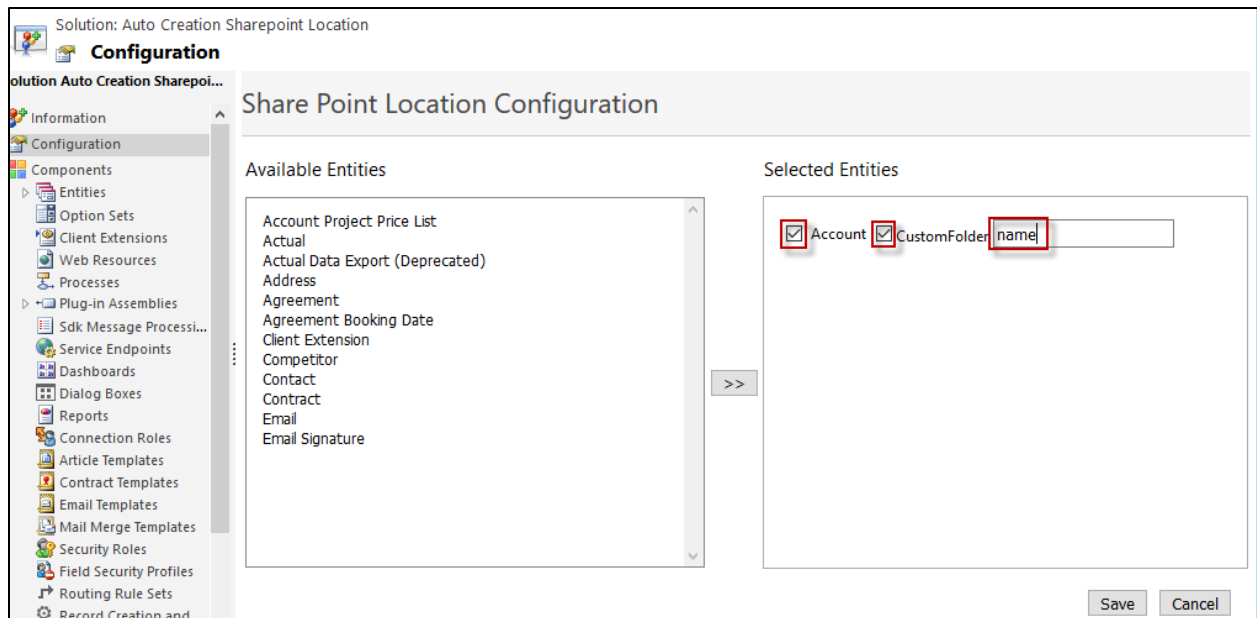 Solution: Auto Creation Sharepoint Location
Configuration
olution Auto Creation Sharepoi...
Information
Configuration
Components
Entities
Option Sets
Client Extensions
Web Resources
Processes
Plug-in Assemblies
Sdk Message Processi...
Service Endpoints
Dashboards
Dialog Boxes
Reports
Connection Roles
Article Templates
Contract Templates
Email Templates
Mail Merge Templates
Security Roles
Field Security Profiles
Routing Rule Sets
Record Creation and
Share Point Location Configuration
Available Entities
Account Project Price List
Actual
Actual Data Export (Deprecated)
Address
Agreement
Agreement Booking Date
Client Extension
Competitor
Contact
Contract
Email
Email Signature
>>
Selected Entities
Account CustomFolder name
Save Cancel